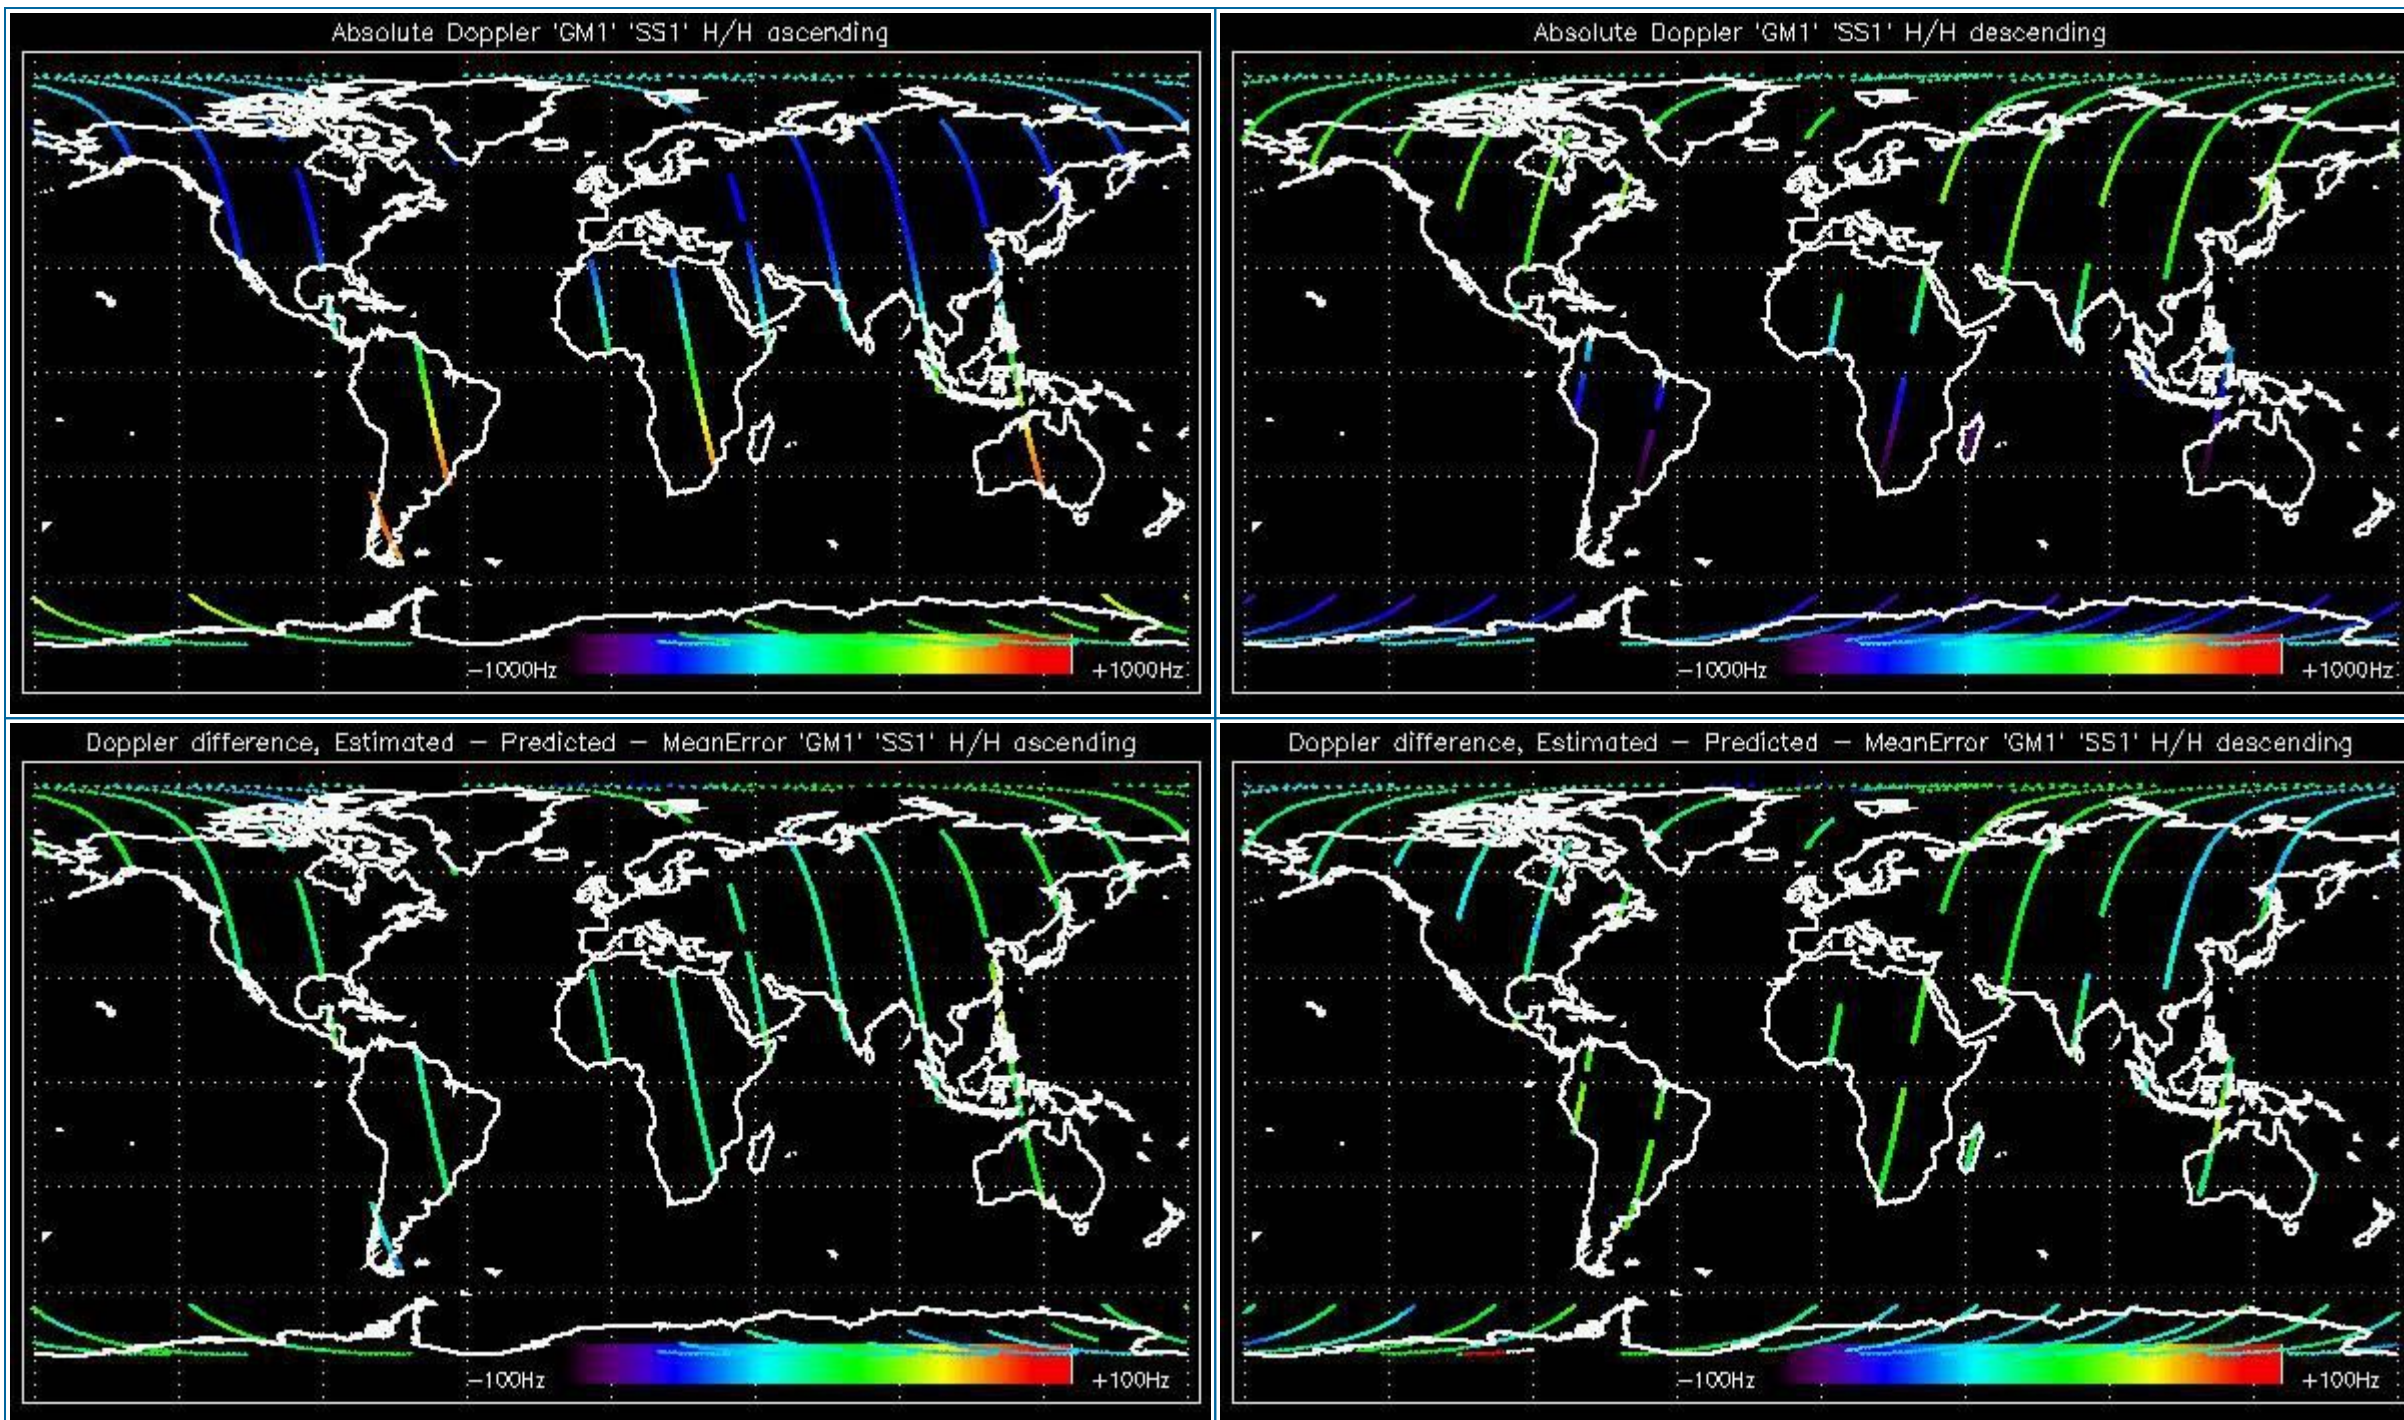 Absolute Doppler 'GM1' 'SS1' H/H ascending
-1000Hz
+1000Hz
Absolute Doppler 'GM1' 'SS1' H/H descending
-1000Hz
+1000Hz
Doppler difference, Estimated - Predicted - MeanError 'GM1' 'SS1' H/H ascending
-100Hz
+100Hz
Doppler difference, Estimated - Predicted - MeanError 'GM1' 'SS1' H/H descending
-100Hz
+100Hz